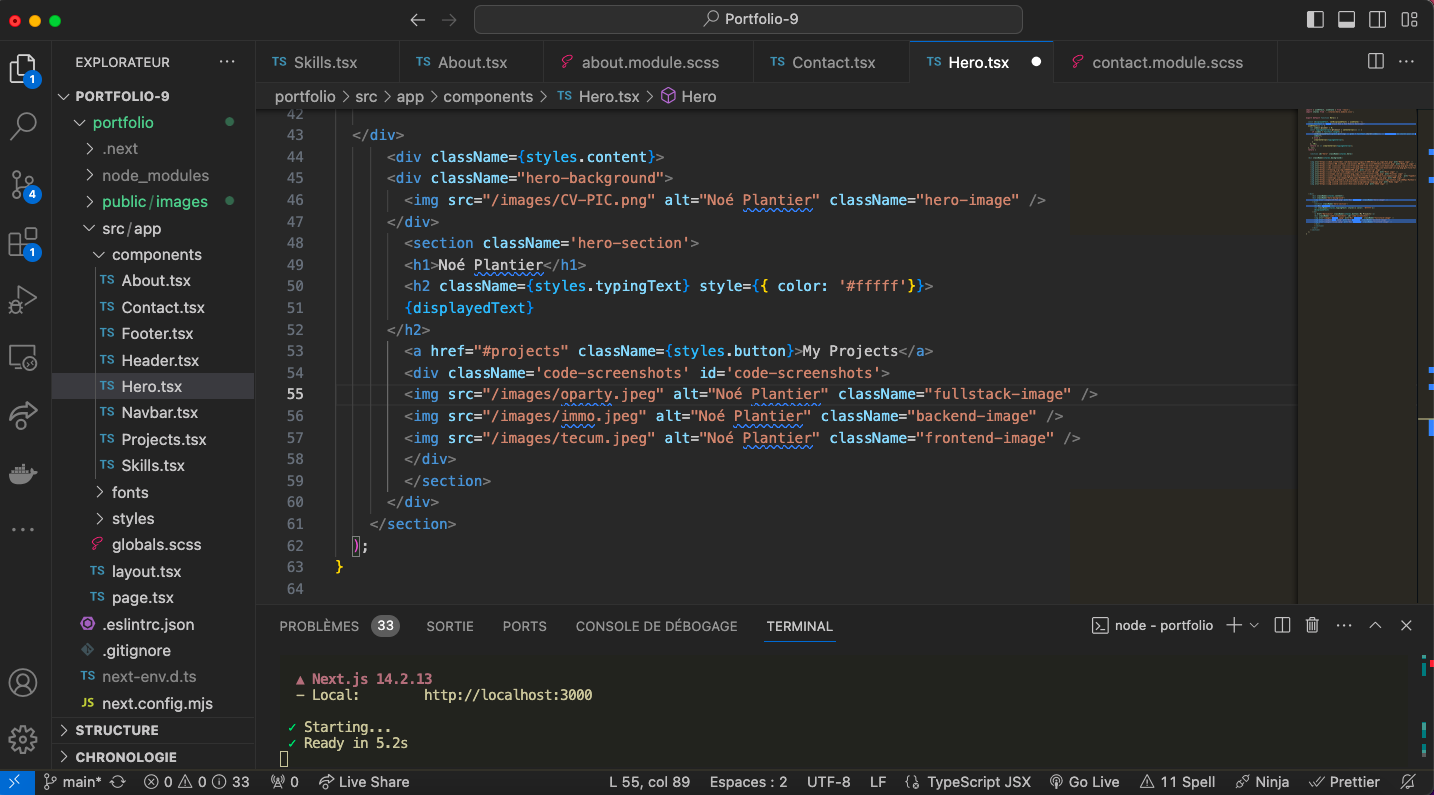 Portfolio-9
EXPLORATEUR
PORTFOLIO-9
portfolio
.next
node_modules
public/images
src/app
components
TS About.tsx
TS Contact.tsx
TS Footer.tsx
TS Header.tsx
TS Hero.tsx
TS Navbar.tsx
TS Projects.tsx
TS Skills.tsx
fonts
styles
globals.scss
TS layout.tsx
TS page.tsx
.eslintrc.json
.gitignore
TS next-env.d.ts
JS next.config.mjs
STRUCTURE
CHRONOLOGIE
1
4
1
TS Skills.tsx TS About.tsx about.module.scss TS Contact.tsx TS Hero.tsx contact.module.scss
portfolio > src > app > components > TS Hero.tsx > Hero
42
43 </div>
44 <div className={styles.content}>
45 <div className="hero-background">
46 <img src="/images/CV-PIC.png" alt="Noé Plantier" className="hero-image" />
47 </div>
48 <section className='hero-section'>
49 <h1>Noé Plantier</h1>
50 <h2 className={styles.typingText} style={{ color: '#fffff'}}>
51 {displayedText}
52 </h2>
53 <a href="#projects" className={styles.button}>My Projects</a>
54 <div className='code-screenshots' id='code-screenshots'>
55 <img src="/images/oparty.jpeg" alt="Noé Plantier" className="fullstack-image" />
56 <img src="/images/immo.jpeg" alt="Noé Plantier" className="backend-image" />
57 <img src="/images/tecum.jpeg" alt="Noé Plantier" className="frontend-image" />
58 </div>
59 </section>
60 </div>
61 </section>
62 );
63 }
64
PROBLÈMES 33 SORTIE PORTS CONSOLE DE DÉBOGAGE TERMINAL node - portfolio
▲ Next.js 14.2.13
- Local: http://localhost:3000
✓ Starting...
✓ Ready in 5.2s
main* 0 0 33 0 Live Share L 55, col 89 Espaces : 2 UTF-8 LF TypeScript JSX Go Live 11 Spell Ninja Prettier